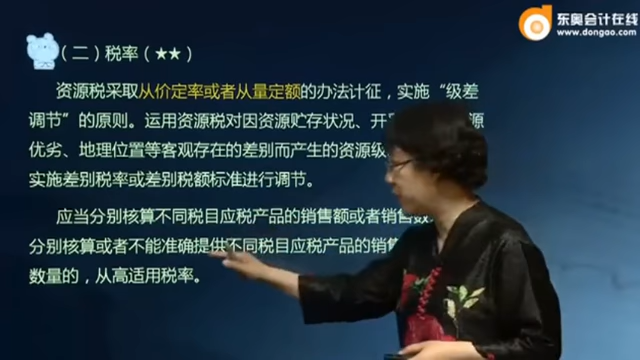 东奥会计在线
www.dongao.com
(二)税率(★★)
资源税采取从价定率或者从量定额的办法计征，实施“级差
调节”的原则。运用资源税对因资源贮存状况、开 源
优劣、地理位置等客观存在的差别而产生的资源级
实施差别税率或差别税额标准进行调节。
应当分别核算不同税目应税产品的销售额或者销售数
分别核算或者不能准确提供不同税目应税产品的销售
数量的，从高适用税率。